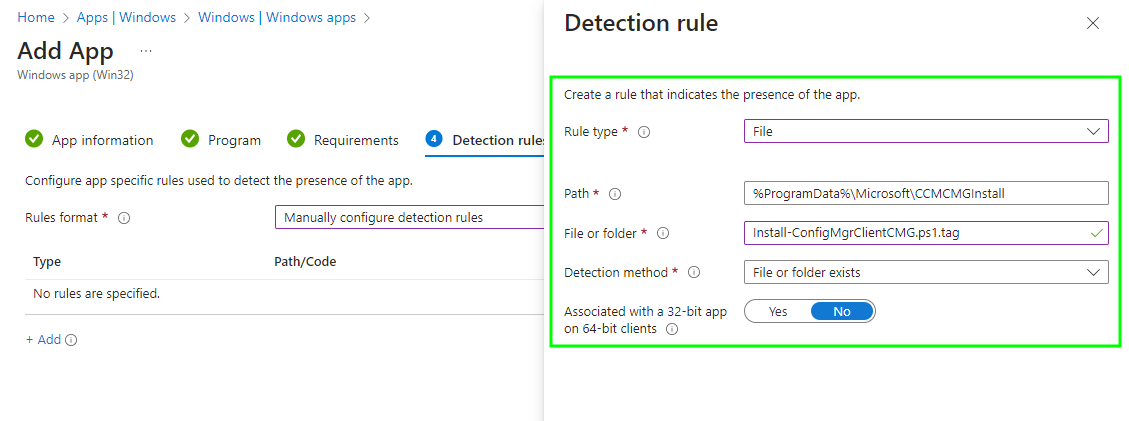 Home > Apps | Windows > Windows | Windows apps >
Add App ...
Windows app (Win32)
App information
Program
Requirements
4 Detection rules
Configure app specific rules used to detect the presence of the app.
Rules format *
Manually configure detection rules
Type Path/Code
No rules are specified.
+ Add
Detection rule
Create a rule that indicates the presence of the app.
Rule type *
File
Path *
%ProgramData%\Microsoft\CCMCMGInstall
File or folder *
Install-ConfigMgrClientCMG.ps1.tag
Detection method *
File or folder exists
Associated with a 32-bit app
on 64-bit clients
Yes No